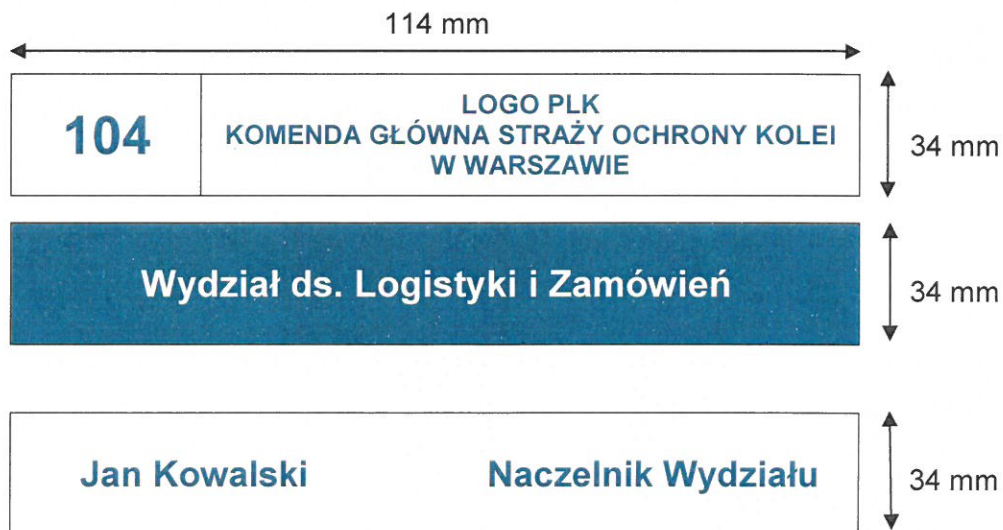 114 mm
104
LOGO PLK
KOMENDA GŁÓWNA STRAŻY OCHRONY KOLEI
W WARSZAWIE
34 mm
Wydział ds. Logistyki i Zamówień
34 mm
Jan Kowalski Naczelnik Wydziału
34 mm